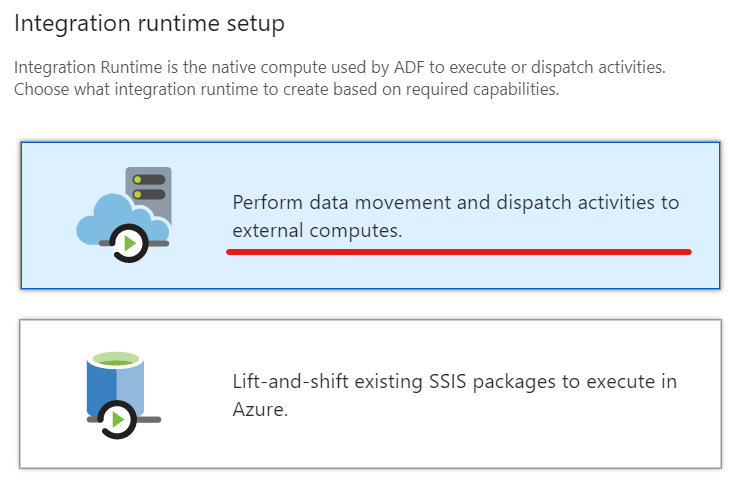 Integration runtime setup
Integration Runtime is the native compute used by ADF to execute or dispatch activities.
Choose what integration runtime to create based on required capabilities.
Perform data movement and dispatch activities to
external computes.
Lift-and-shift existing SSIS packages to execute in
Azure.